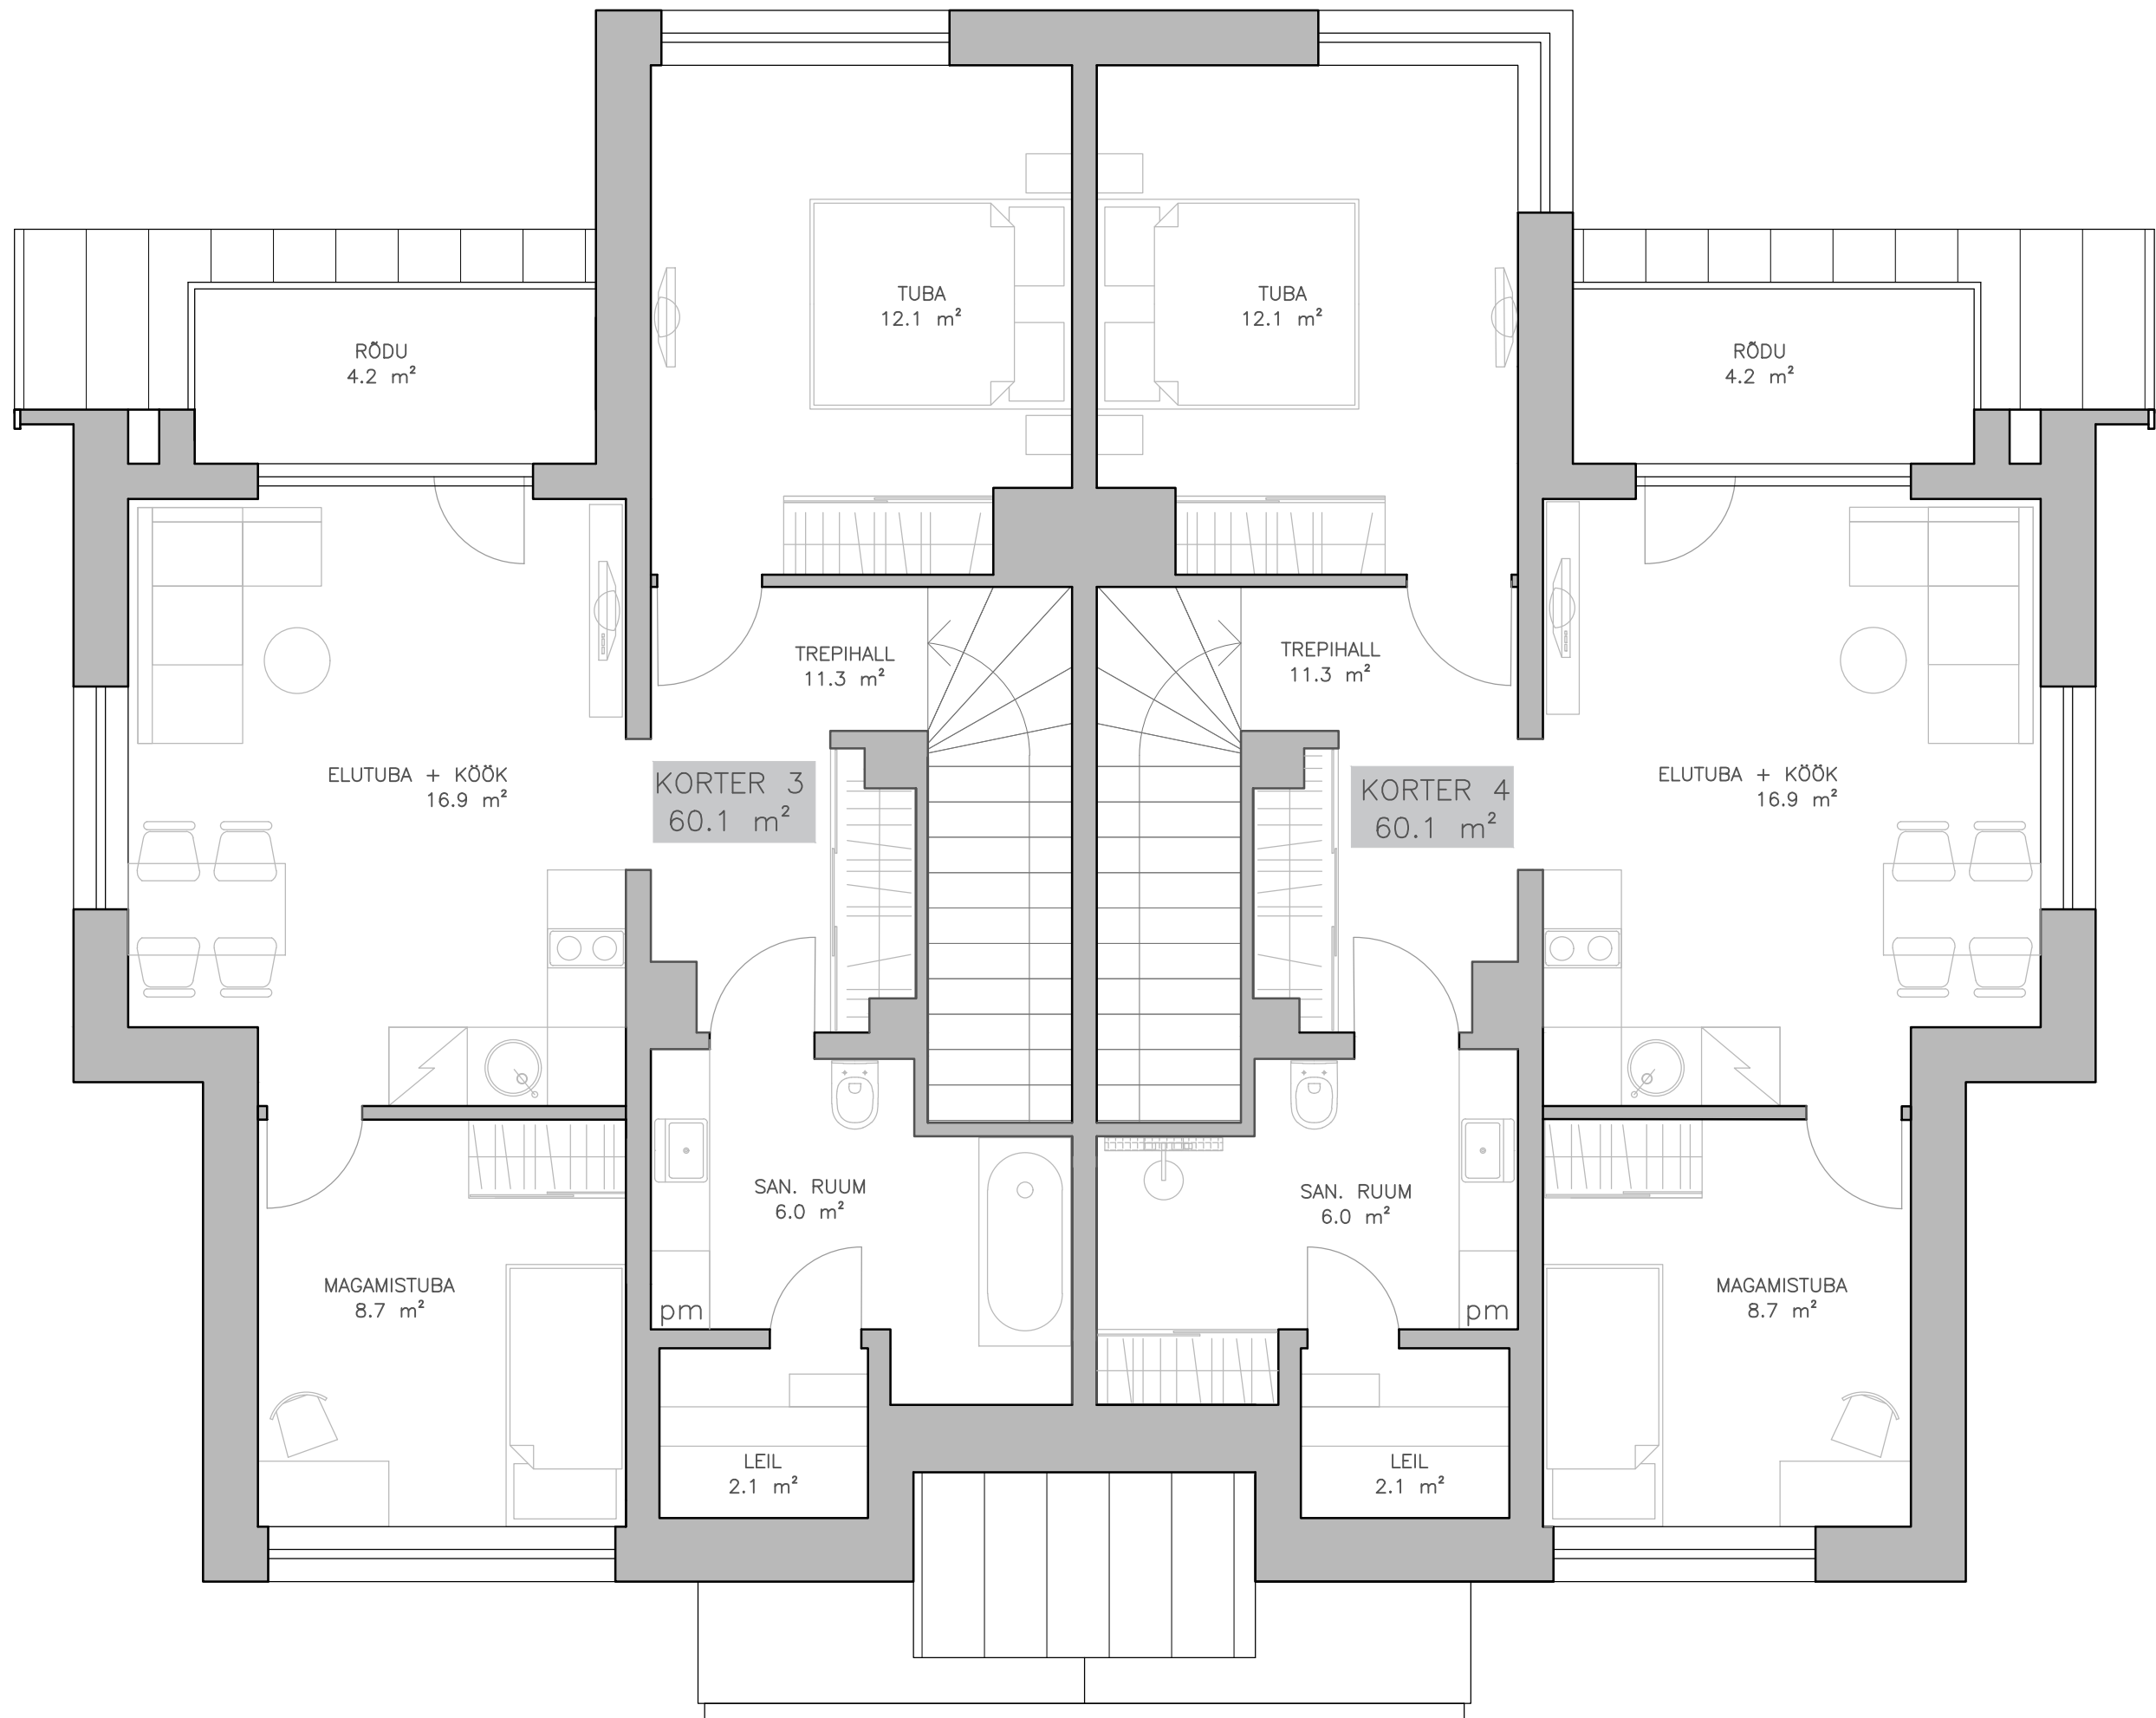 TUBA
12.1 m²
TUBA
12.1 m²
RÕDU
4.2 m²
RÕDU
4.2 m²
TREPIHALL
11.3 m²
TREPIHALL
11.3 m²
ELUTUBA + KÖÖK
16.9 m²
KORTER 3
60.1 m²
KORTER 4
60.1 m²
ELUTUBA + KÖÖK
16.9 m²
SAN. RUUM
6.0 m²
SAN. RUUM
6.0 m²
MAGAMISTUBA
8.7 m²
pm
pm
MAGAMISTUBA
8.7 m²
LEIL
2.1 m²
LEIL
2.1 m²